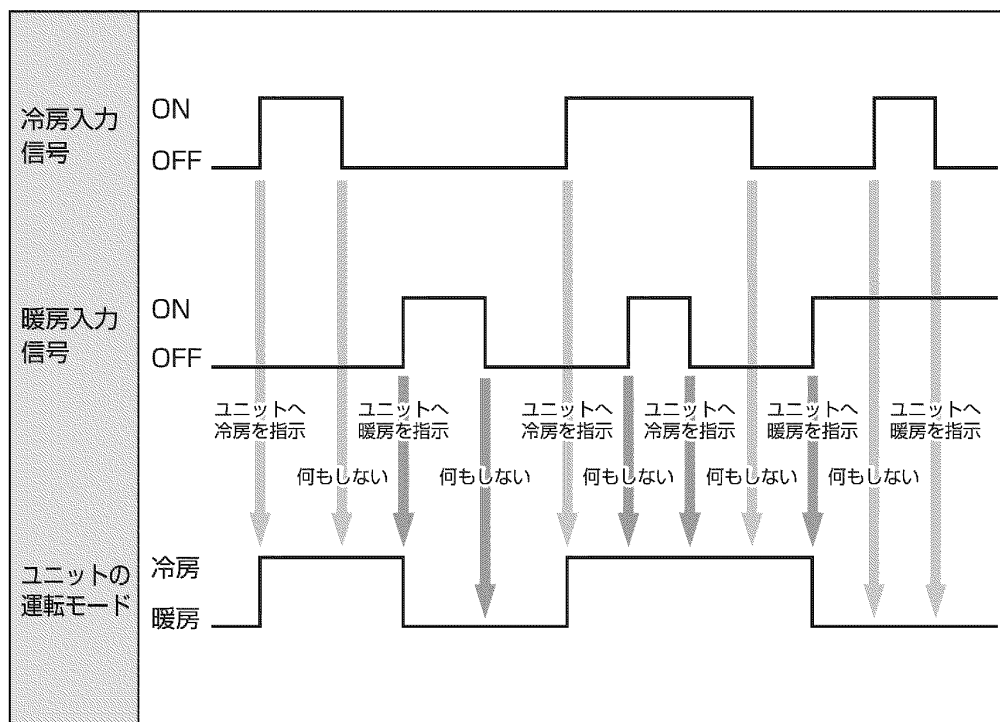 冷房入力
信号
ON
OFF
暖房入力
信号
ON
OFF
ユニットへ
冷房を指示
ユニットへ
暖房を指示
ユニットへ
冷房を指示
ユニットへ
冷房を指示
ユニットへ
暖房を指示
ユニットへ
暖房を指示
何もしない
何もしない
何もしない
何もしない
何もしない
ユニットの
運転モード
冷房
暖房